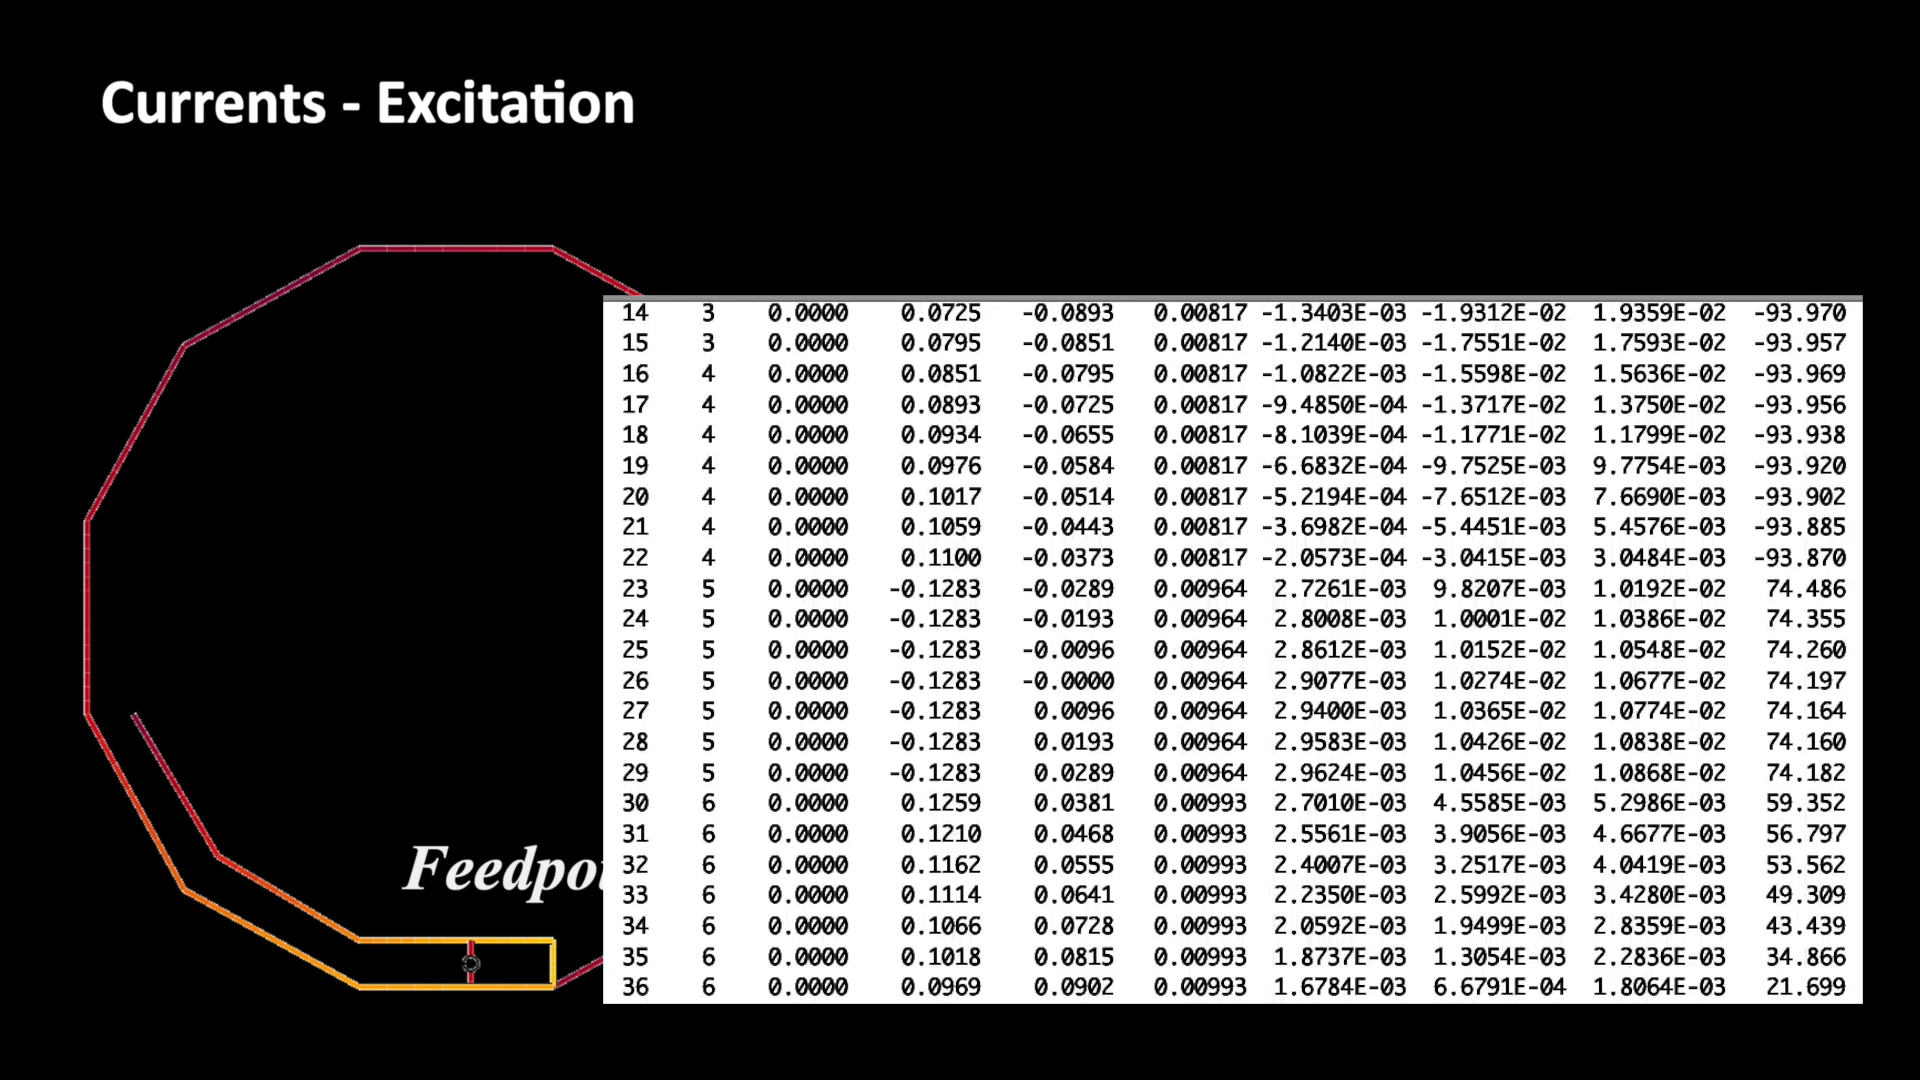 Currents - Excitation
14 3 0.0000 0.0725 -0.0893 0.00817 -1.3403E-03 -1.9312E-02 1.9359E-02 -93.970
15 3 0.0000 0.0795 -0.0851 0.00817 -1.2140E-03 -1.7551E-02 1.7593E-02 -93.957
16 4 0.0000 0.0851 -0.0795 0.00817 -1.0822E-03 -1.5598E-02 1.5636E-02 -93.969
17 4 0.0000 0.0893 -0.0725 0.00817 -9.4850E-04 -1.3717E-02 1.3750E-02 -93.956
18 4 0.0000 0.0934 -0.0655 0.00817 -8.1039E-04 -1.1771E-02 1.1799E-02 -93.938
19 4 0.0000 0.0976 -0.0584 0.00817 -6.6832E-04 -9.7525E-03 9.7754E-03 -93.920
20 4 0.0000 0.1017 -0.0514 0.00817 -5.2194E-04 -7.6512E-03 7.6690E-03 -93.902
21 4 0.0000 0.1059 -0.0443 0.00817 -3.6982E-04 -5.4451E-03 5.4576E-03 -93.885
22 4 0.0000 0.1100 -0.0373 0.00817 -2.0573E-04 -3.0415E-03 3.0484E-03 -93.870
23 5 0.0000 -0.1283 -0.0289 0.00964 2.7261E-03 9.8207E-03 1.0192E-02 74.486
24 5 0.0000 -0.1283 -0.0193 0.00964 2.8008E-03 1.0001E-02 1.0386E-02 74.355
25 5 0.0000 -0.1283 -0.0096 0.00964 2.8612E-03 1.0152E-02 1.0548E-02 74.260
26 5 0.0000 -0.1283 -0.0000 0.00964 2.9077E-03 1.0274E-02 1.0677E-02 74.197
27 5 0.0000 -0.1283 0.0096 0.00964 2.9400E-03 1.0365E-02 1.0774E-02 74.164
28 5 0.0000 -0.1283 0.0193 0.00964 2.9583E-03 1.0426E-02 1.0838E-02 74.160
29 5 0.0000 -0.1283 0.0289 0.00964 2.9624E-03 1.0456E-02 1.0868E-02 74.182
30 6 0.0000 0.1259 0.0381 0.00993 2.7010E-03 4.5585E-03 5.2986E-03 59.352
31 6 0.0000 0.1210 0.0468 0.00993 2.5561E-03 3.9056E-03 4.6677E-03 56.797
32 6 0.0000 0.1162 0.0555 0.00993 2.4007E-03 3.2517E-03 4.0419E-03 53.562
33 6 0.0000 0.1114 0.0641 0.00993 2.2350E-03 2.5992E-03 3.4280E-03 49.309
34 6 0.0000 0.1066 0.0728 0.00993 2.0592E-03 1.9499E-03 2.8359E-03 43.439
35 6 0.0000 0.1018 0.0815 0.00993 1.8737E-03 1.3054E-03 2.2836E-03 34.866
36 6 0.0000 0.0969 0.0902 0.00993 1.6784E-03 6.6791E-04 1.8064E-03 21.699